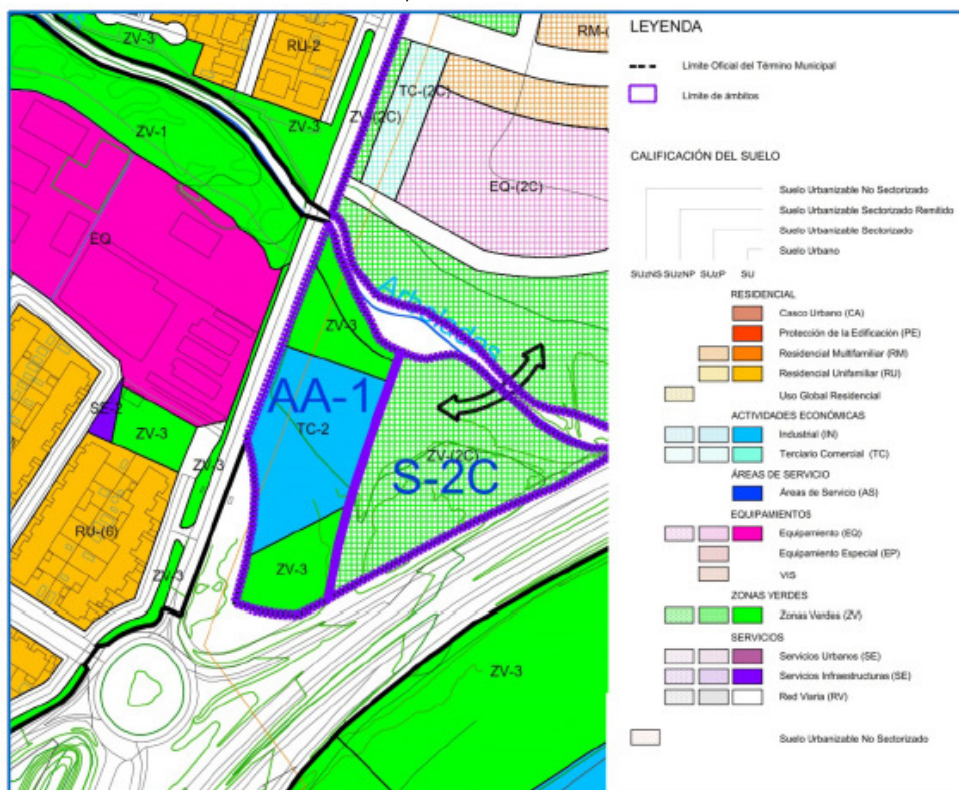 ZV-3
RU-2
RM-(
TC-(2C)
ZV-(2C)
ZV-3
ZV-1
EQ-(2C)
EQ
Arbolados
ZV-3
AA-1
TC-2
SE-2
ZV-3
ZV-3
ZV-(2C)
S-2C
RU-(6)
ZV-3
ZV-3
ZV-3
LEYENDA
Límite Oficial del Término Municipal
Límite de ámbitos
CALIFICACIÓN DEL SUELO
Suelo Urbanizable No Sectorizado
Suelo Urbanizable Sectorizado Remitido
Suelo Urbanizable Sectorizado
Suelo Urbano
SUzNS SUzNP SUzP SU
RESIDENCIAL
Casco Urbano (CA)
Protección de la Edificación (PE)
Residencial Multifamiliar (RM)
Residencial Unifamiliar (RU)
Uso Global Residencial
ACTIVIDADES ECONÓMICAS
Industrial (IN)
Terciario Comercial (TC)
ÁREAS DE SERVICIO
Áreas de Servicio (AS)
EQUIPAMIENTOS
Equipamiento (EQ)
Equipamiento Especial (EP)
VIS
ZONAS VERDES
Zonas Verdes (ZV)
SERVICIOS
Servicios Urbanos (SE)
Servicios Infraestructuras (SE)
Red Viaria (RV)
Suelo Urbanizable No Sectorizado